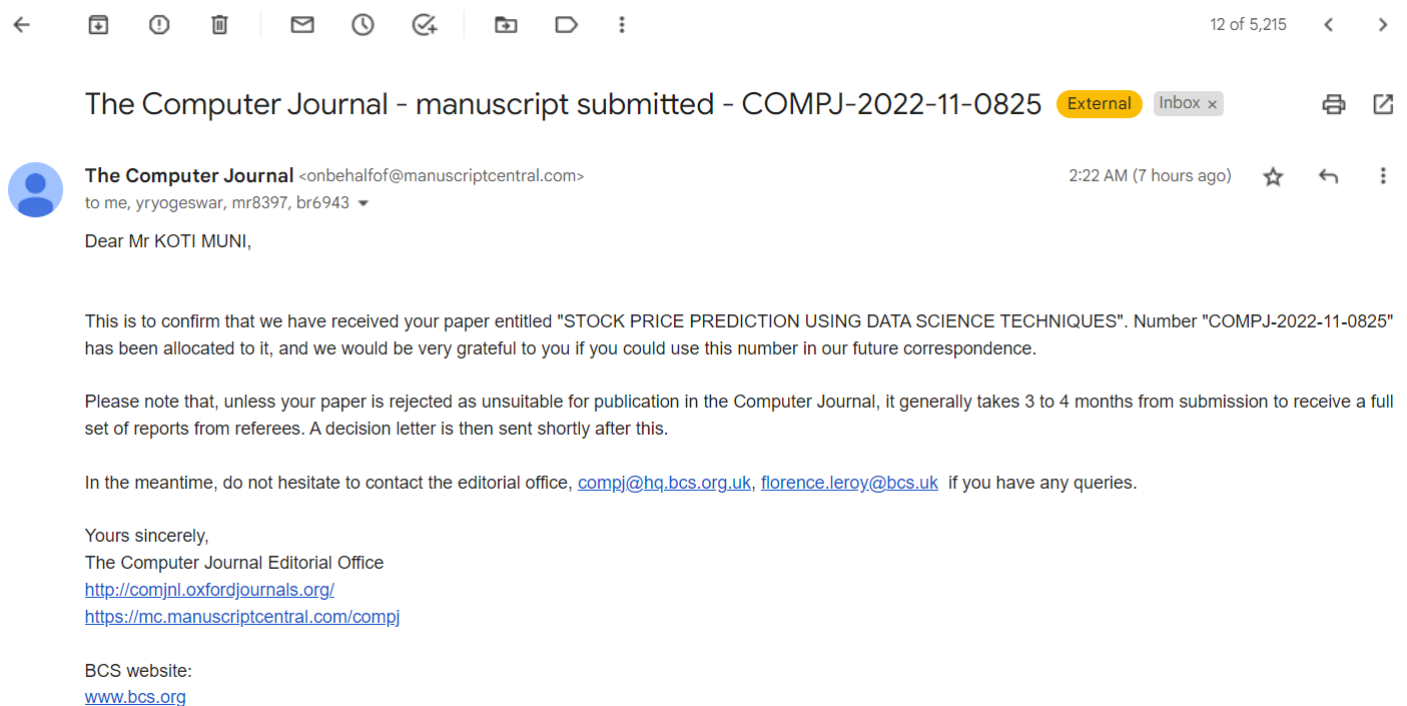 12 of 5,215
The Computer Journal - manuscript submitted - COMPJ-2022-11-0825 External Inbox ×
The Computer Journal <onbehalfof@manuscriptcentral.com> 2:22 AM (7 hours ago)
to me, yryogeswar, mr8397, br6943
Dear Mr KOTI MUNI,
This is to confirm that we have received your paper entitled "STOCK PRICE PREDICTION USING DATA SCIENCE TECHNIQUES". Number "COMPJ-2022-11-0825"
has been allocated to it, and we would be very grateful to you if you could use this number in our future correspondence.
Please note that, unless your paper is rejected as unsuitable for publication in the Computer Journal, it generally takes 3 to 4 months from submission to receive a full
set of reports from referees. A decision letter is then sent shortly after this.
In the meantime, do not hesitate to contact the editorial office, compj@hq.bcs.org.uk, florence.leroy@bcs.uk if you have any queries.
Yours sincerely,
The Computer Journal Editorial Office
http://comjnl.oxfordjournals.org/
https://mc.manuscriptcentral.com/compj
BCS website:
www.bcs.org